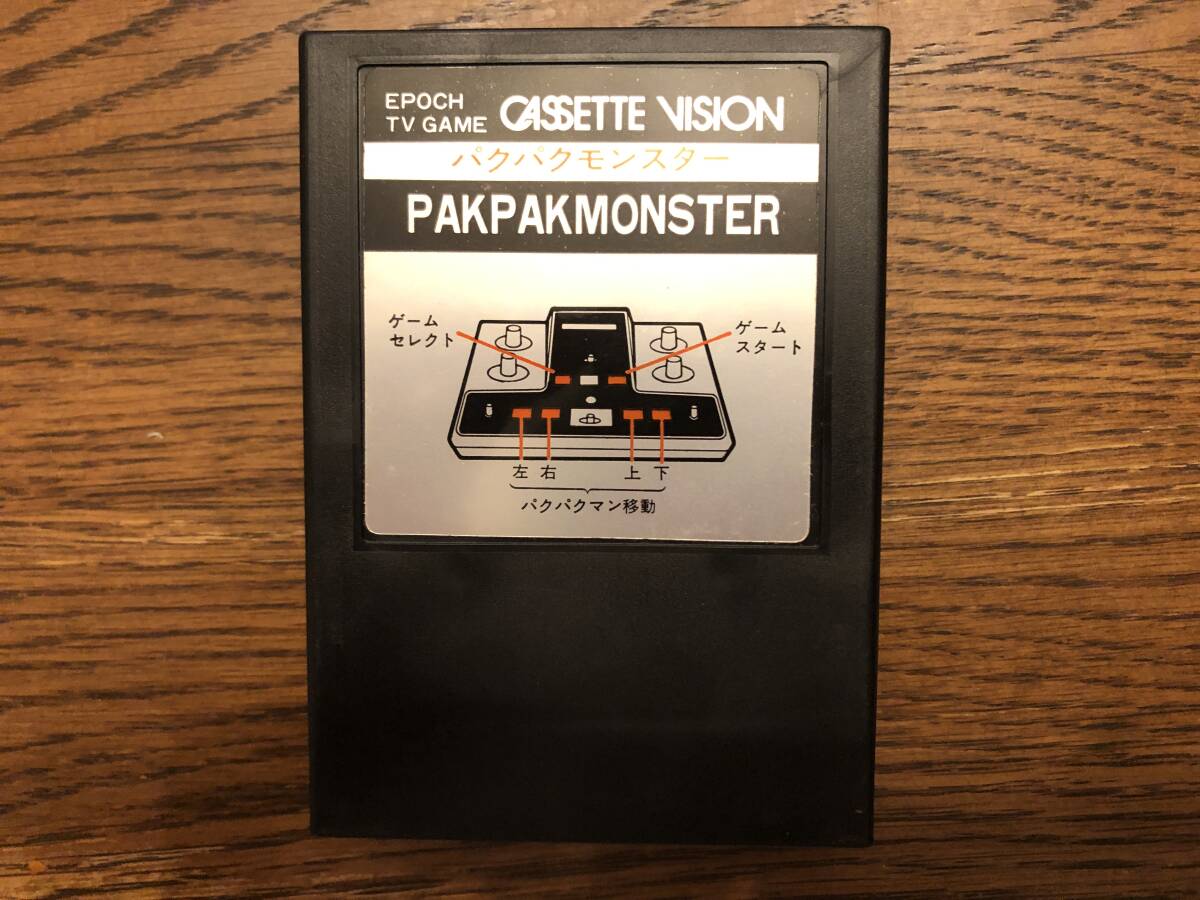 EPOCH
TV GAME CASSETTE VISION
パクパクモンスター
PAKPAKMONSTER
ゲーム
セレクト
ゲーム
スタート
左 右 上 下
パクパクマン移動